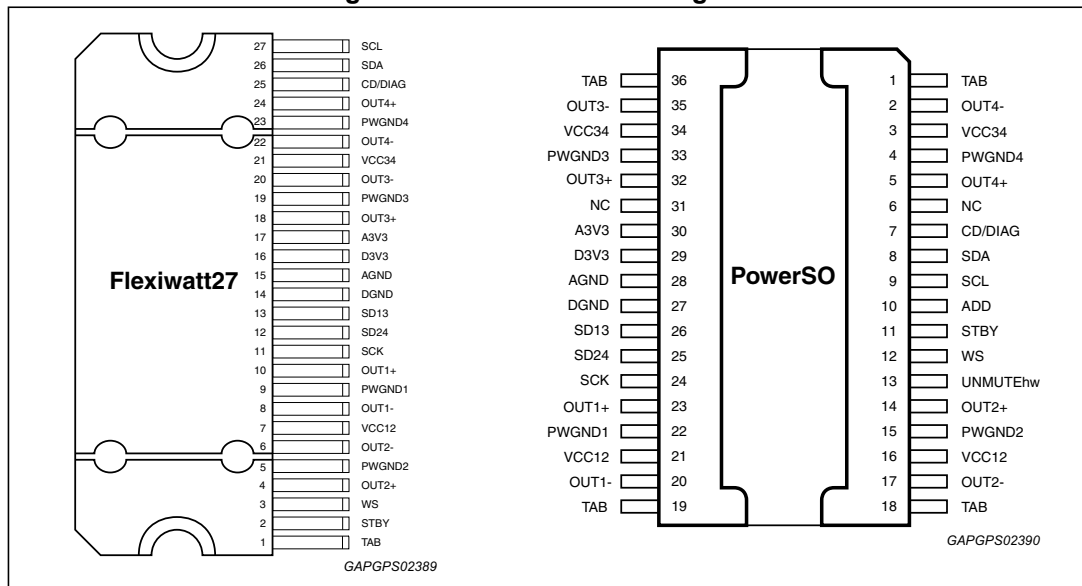 27 SCL
26 SDA
25 CD/DIAG
24 OUT4+
23 PWGND4
22 OUT4-
21 VCC34
20 OUT3-
19 PWGND3
18 OUT3+
17 A3V3
16 D3V3
15 AGND
14 DGND
13 SD13
12 SD24
11 SCK
10 OUT1+
9 PWGND1
8 OUT1-
7 VCC12
6 OUT2-
5 PWGND2
4 OUT2+
3 WS
2 STBY
1 TAB
Flexiwatt27
GAPGPS02389
TAB 36 1 TAB
OUT3- 35 2 OUT4-
VCC34 34 3 VCC34
PWGND3 33 4 PWGND4
OUT3+ 32 5 OUT4+
NC 31 6 NC
A3V3 30 7 CD/DIAG
D3V3 29 8 SDA
AGND 28 9 SCL
DGND 27 10 ADD
SD13 26 11 STBY
SD24 25 12 WS
SCK 24 13 UNMUTEhw
OUT1+ 23 14 OUT2+
PWGND1 22 15 PWGND2
VCC12 21 16 VCC12
OUT1- 20 17 OUT2-
TAB 19 18 TAB
PowerSO
GAPGPS02390